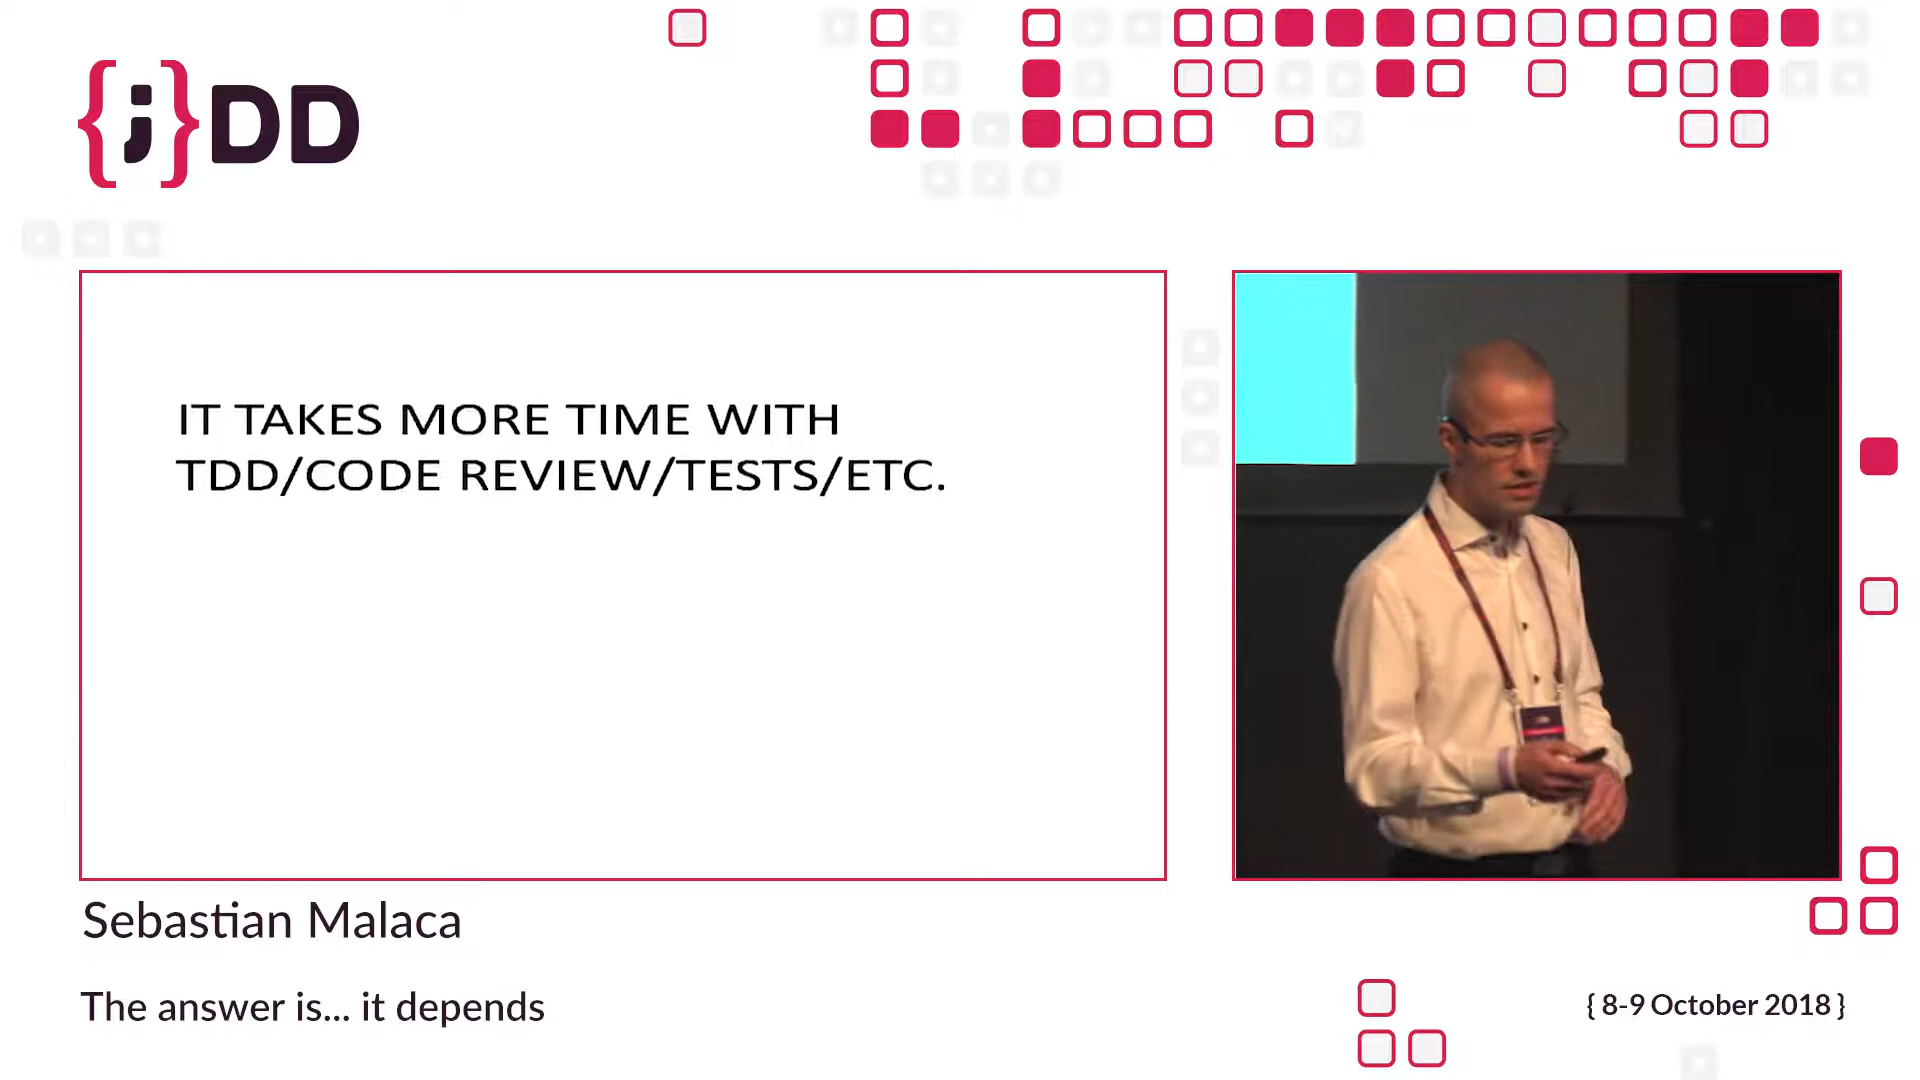 {j}DD
IT TAKES MORE TIME WITH
TDD/CODE REVIEW/TESTS/ETC.
Sebastian Malaca
The answer is... it depends
{ 8-9 October 2018 }